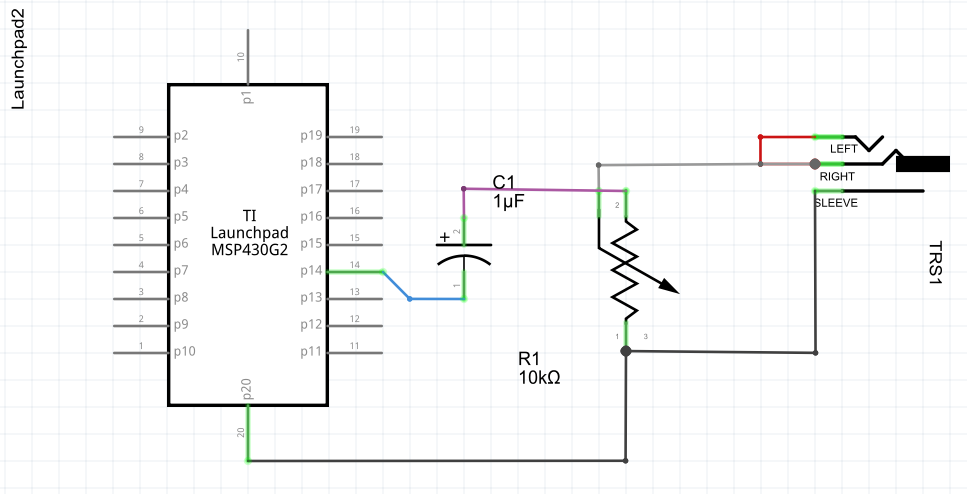 Launchpad2
10
p1
9 p2 p19 19
8 p3 p18 18
7 p4 p17 17
6 p5 p16 16
5 p6 p15 15
4 p7 p14 14
3 p8 p13 13
2 p9 p12 12
1 p10 p11 11
TI
Launchpad
MSP430G2
p20
20
C1
1µF
+
2
1
2
1
3
R1
10kΩ
LEFT
RIGHT
SLEEVE
TRS1